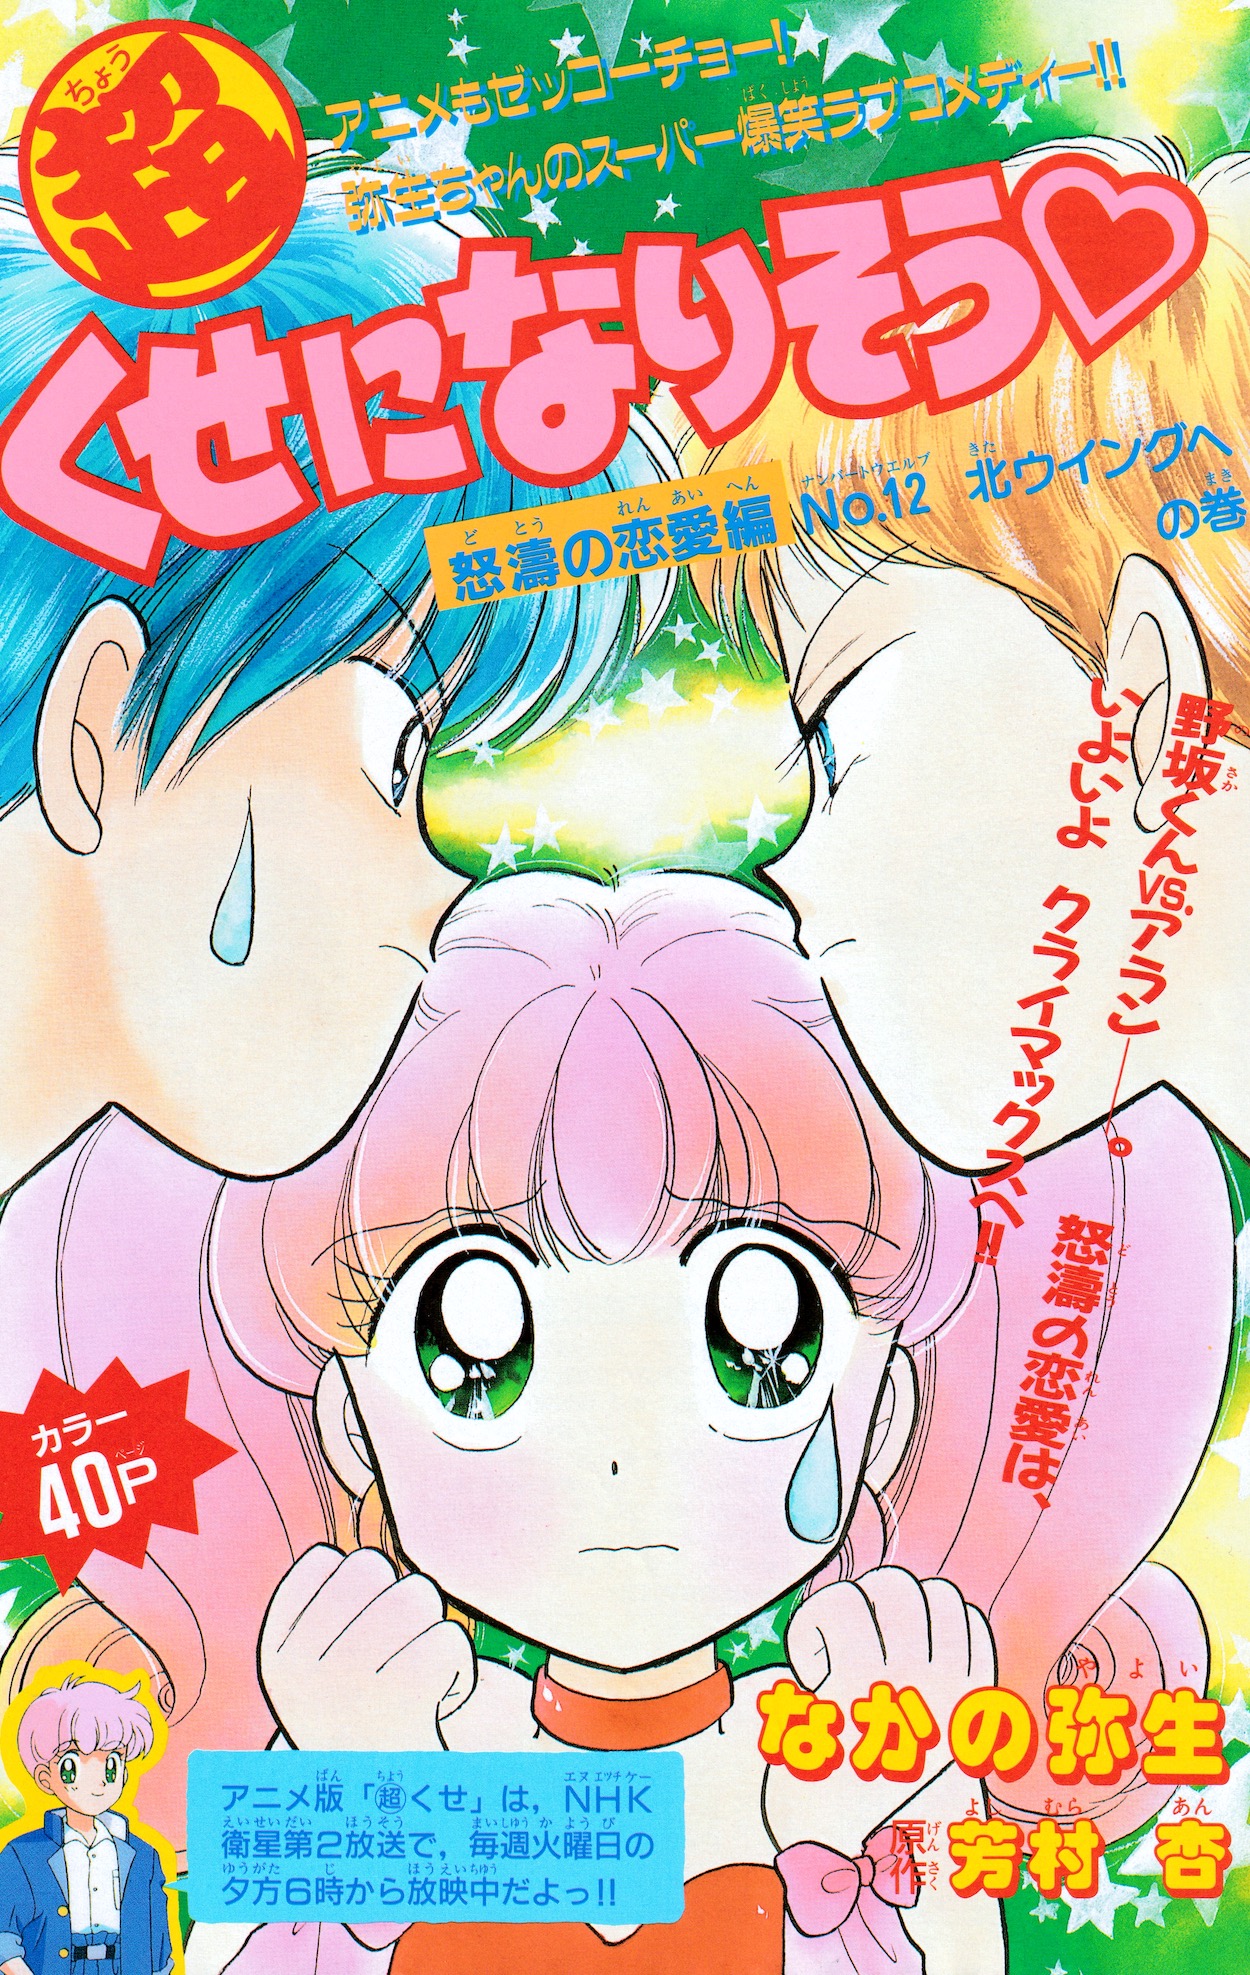 超
ちょう
アニメもゼッコーチョー!
弥生ちゃんのスーパー爆笑ラブコメディー!!
くせになりそう♡
怒濤の恋愛編 No.12 北ウイングへ
の巻
野坂くんVS.アラン――。
いよいよ クライマックスへ!!
怒濤の恋愛は、
カラー
40P
なかの弥生
原作 芳村 杏
アニメ版「超くせ」は，NHK
衛星第2放送で，毎週火曜日の
夕方6時から放映中だよっ!!